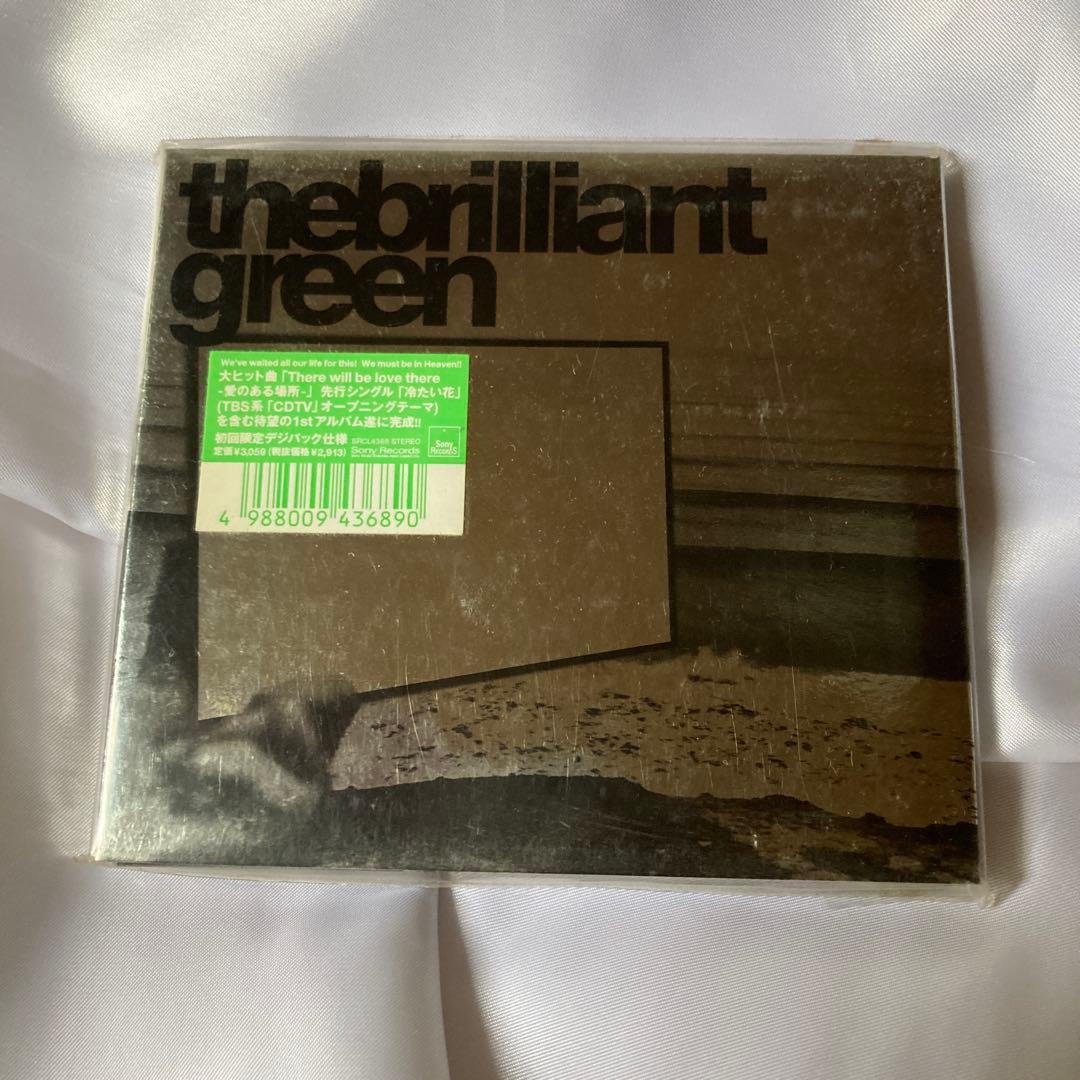 thebrilliant
green
We've waited all our life for this! We must be in Heaven!!
大ヒット曲「There will be love there
-愛のある場所-」先行シングル「冷たい花」
(TBS系「CDTV」オープニングテーマ)
を含む待望の1stアルバム遂に完成!!
初回限定デジパック仕様 SRCL4368 STEREO
定価¥3,059 (税抜価格¥2,913) Sony Records
Sony Records
4 988009 436890